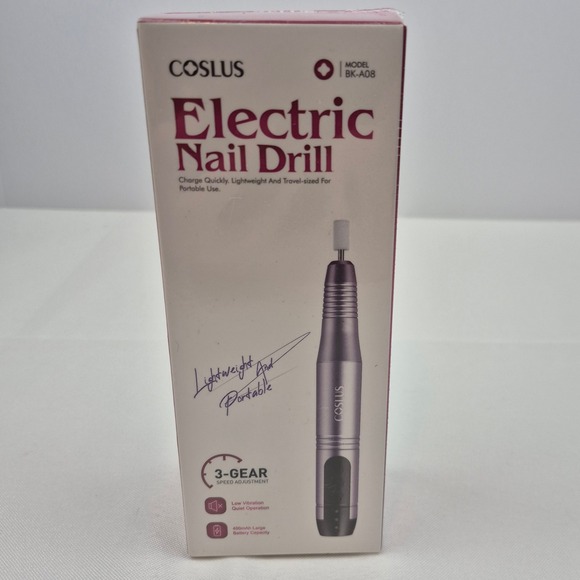 COSLUS
MODEL
BK-A08
Electric
Nail Drill
Charge Quickly. Lightweight And Travel-sized For
Portable Use.
Lightweight And
Portable
COSLUS
3-GEAR
SPEED ADJUSTMENT
Low Vibration
Quiet Operation
Large
Battery Capacity